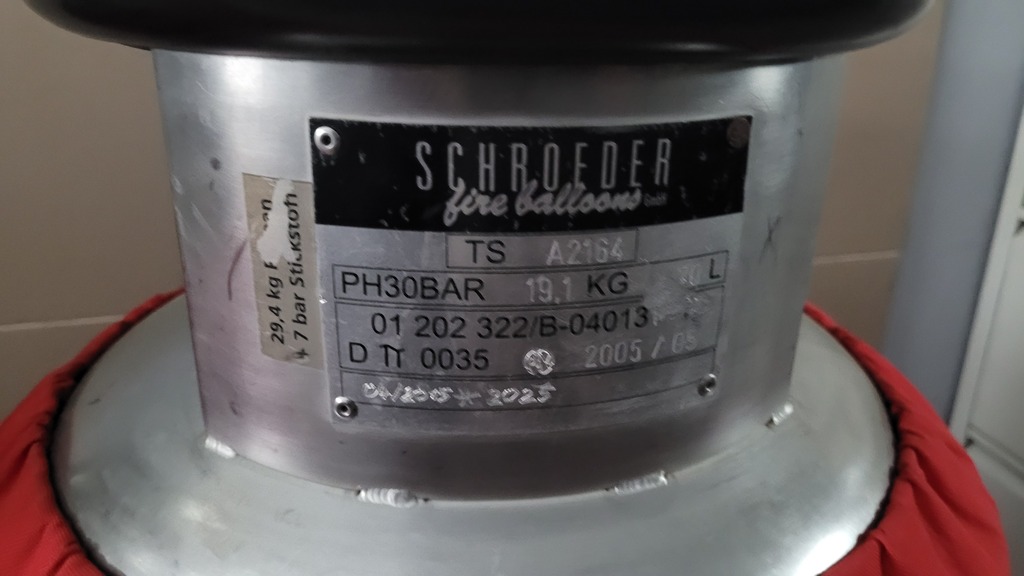 SCHROEDER
fire balloons GmbH
TS A2164
PH30BAR 19,1 KG L
01 202 322/B-04013
D π 0035 2005 / 05
2025
29,4 kg
+ 7 bar Stickstoff